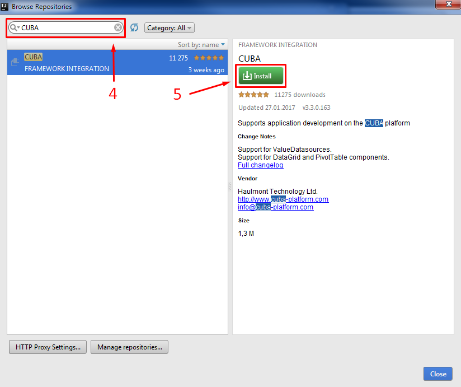 Browse Repositories
CUBA
Category: All
Sort by: name
CUBA 11 275
FRAMEWORK INTEGRATION 3 weeks ago
4
5
FRAMEWORK INTEGRATION
CUBA
Install
11275 downloads
Updated 27.01.2017 v3.3.0.163
Supports application development on the CUBA platform
Change Notes
Support for ValueDatasources.
Support for DataGrid and PivotTable components.
Full changelog
Vendor
Haulmont Technology Ltd.
http://www.cuba-platform.com
info@cuba-platform.com
Size
1,3 M
HTTP Proxy Settings...
Manage repositories...
Close